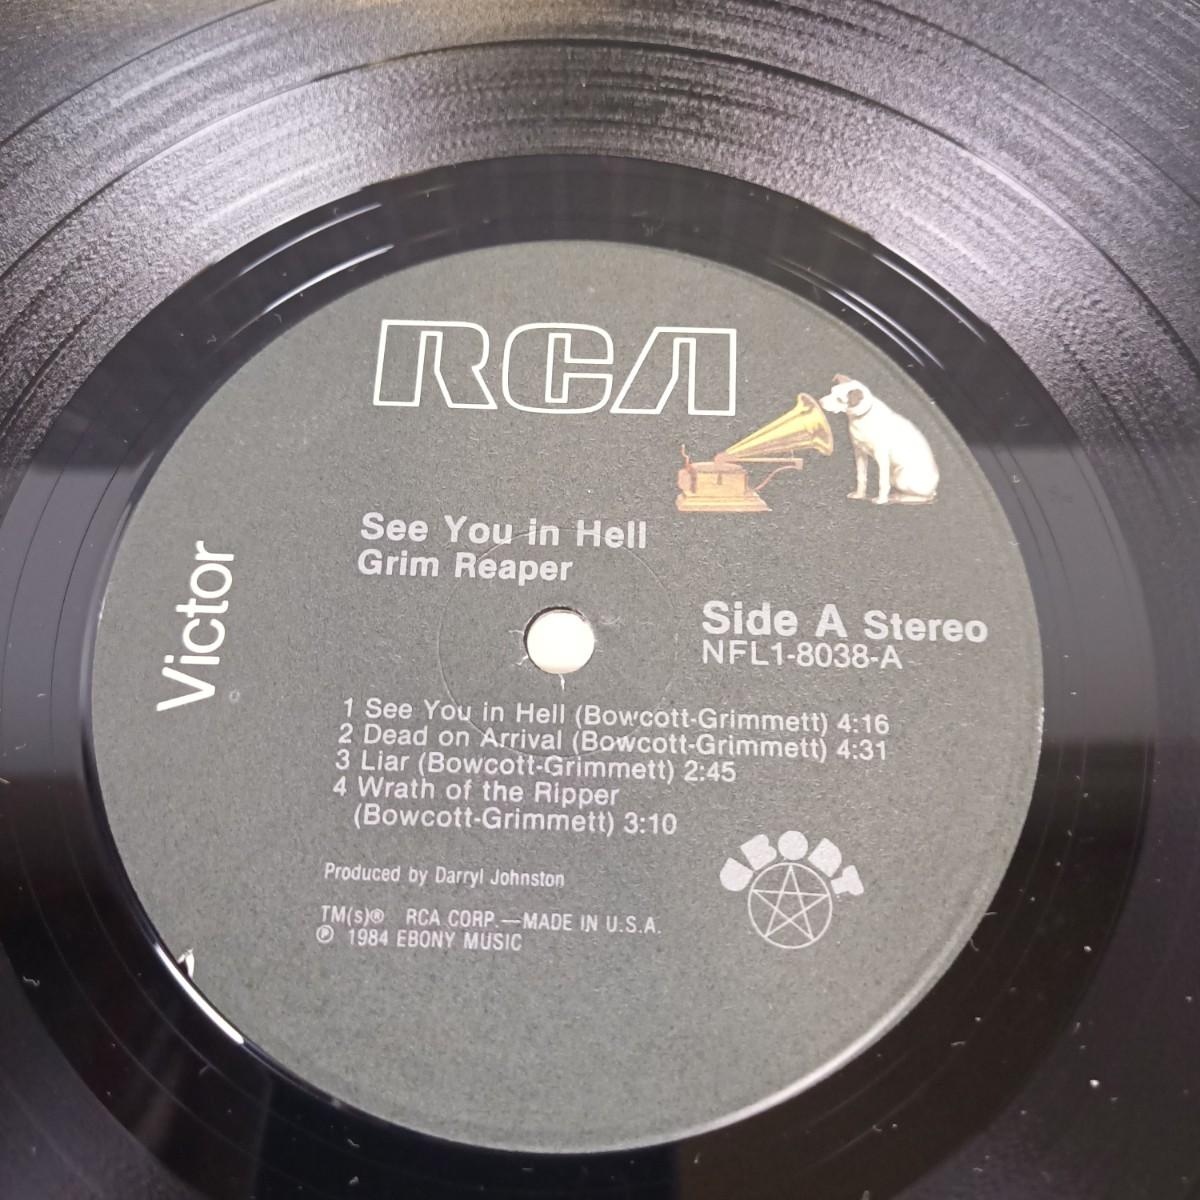 RCA
Victor
See You in Hell
Grim Reaper
Side A Stereo
NFL1-8038-A
1 See You in Hell (Bowcott-Grimmett) 4:16
2 Dead on Arrival (Bowcott-Grimmett) 4:31
3 Liar (Bowcott-Grimmett) 2:45
4 Wrath of the Ripper
(Bowcott-Grimmett) 3:10
Produced by Darryl Johnston
TM(s)® RCA CORP.—MADE IN U.S.A.
℗ 1984 EBONY MUSIC